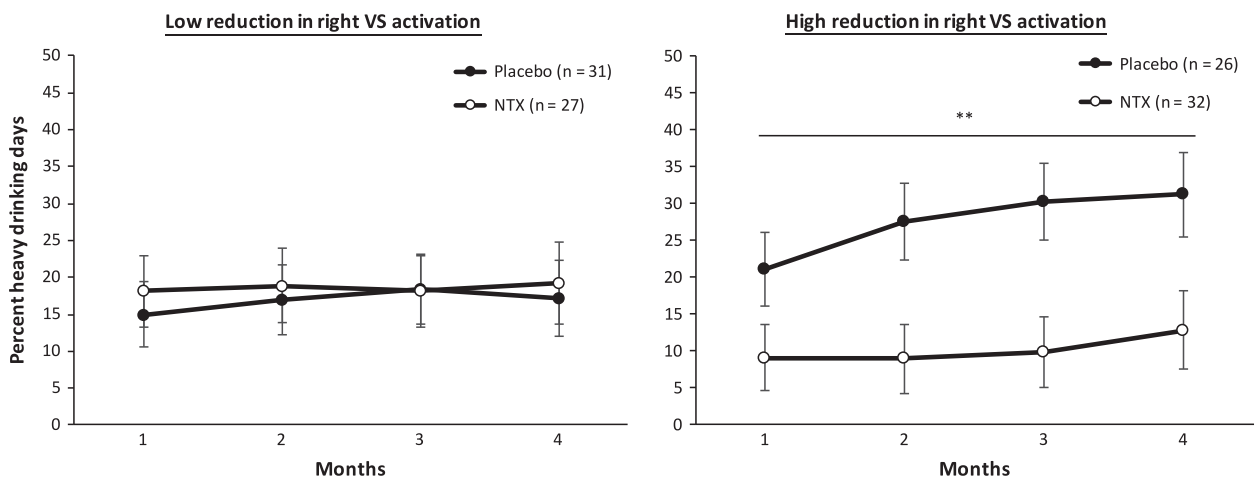 Low reduction in right VS activation
Percent heavy drinking days
50
45
40
35
30
25
20
15
10
5
0
Placebo (n = 31)
NTX (n = 27)
1 2 3 4
Months
High reduction in right VS activation
50
45
40
35
30
25
20
15
10
5
0
Placebo (n = 26)
NTX (n = 32)
**
1 2 3 4
Months